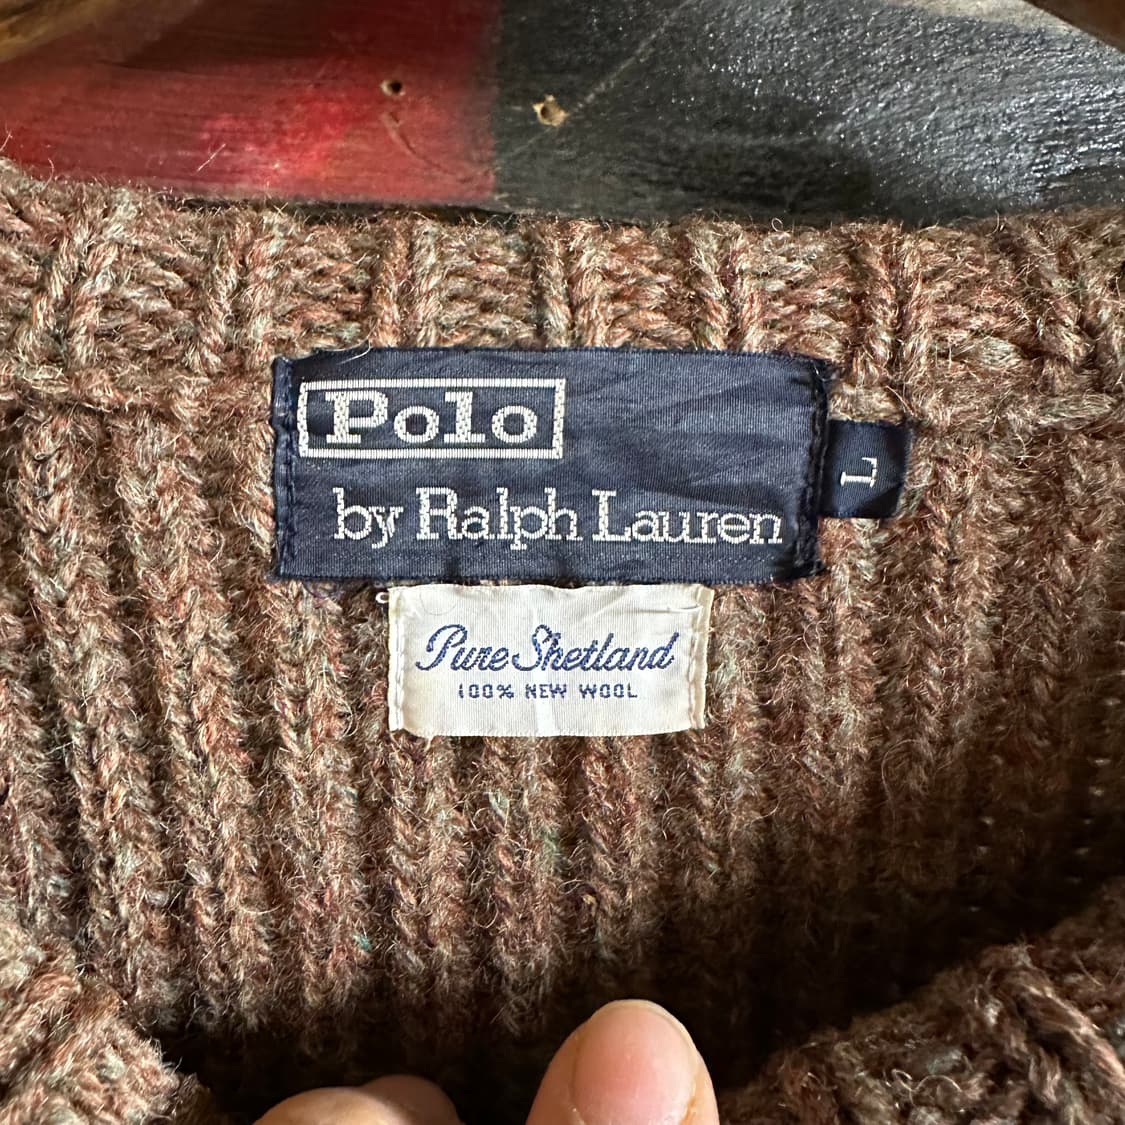 Polo
by Ralph Lauren
L
Pure Shetland
100% NEW WOOL